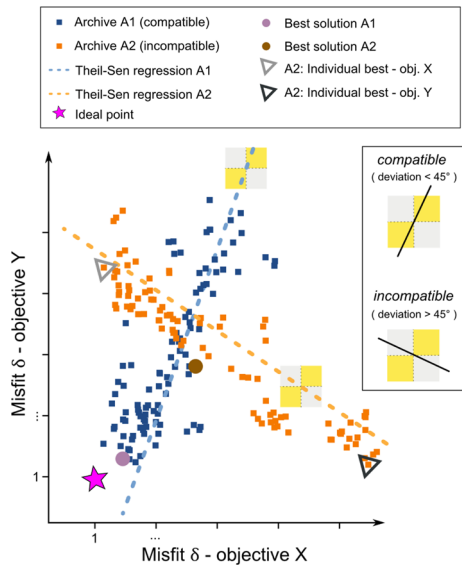 Archive A1 (compatible)
Archive A2 (incompatible)
Theil-Sen regression A1
Theil-Sen regression A2
Ideal point
Best solution A1
Best solution A2
A2: Individual best - obj. X
A2: Individual best - obj. Y
compatible
( deviation < 45° )
incompatible
( deviation > 45° )
Misfit δ - objective Y
...
1
1
...
Misfit δ - objective X